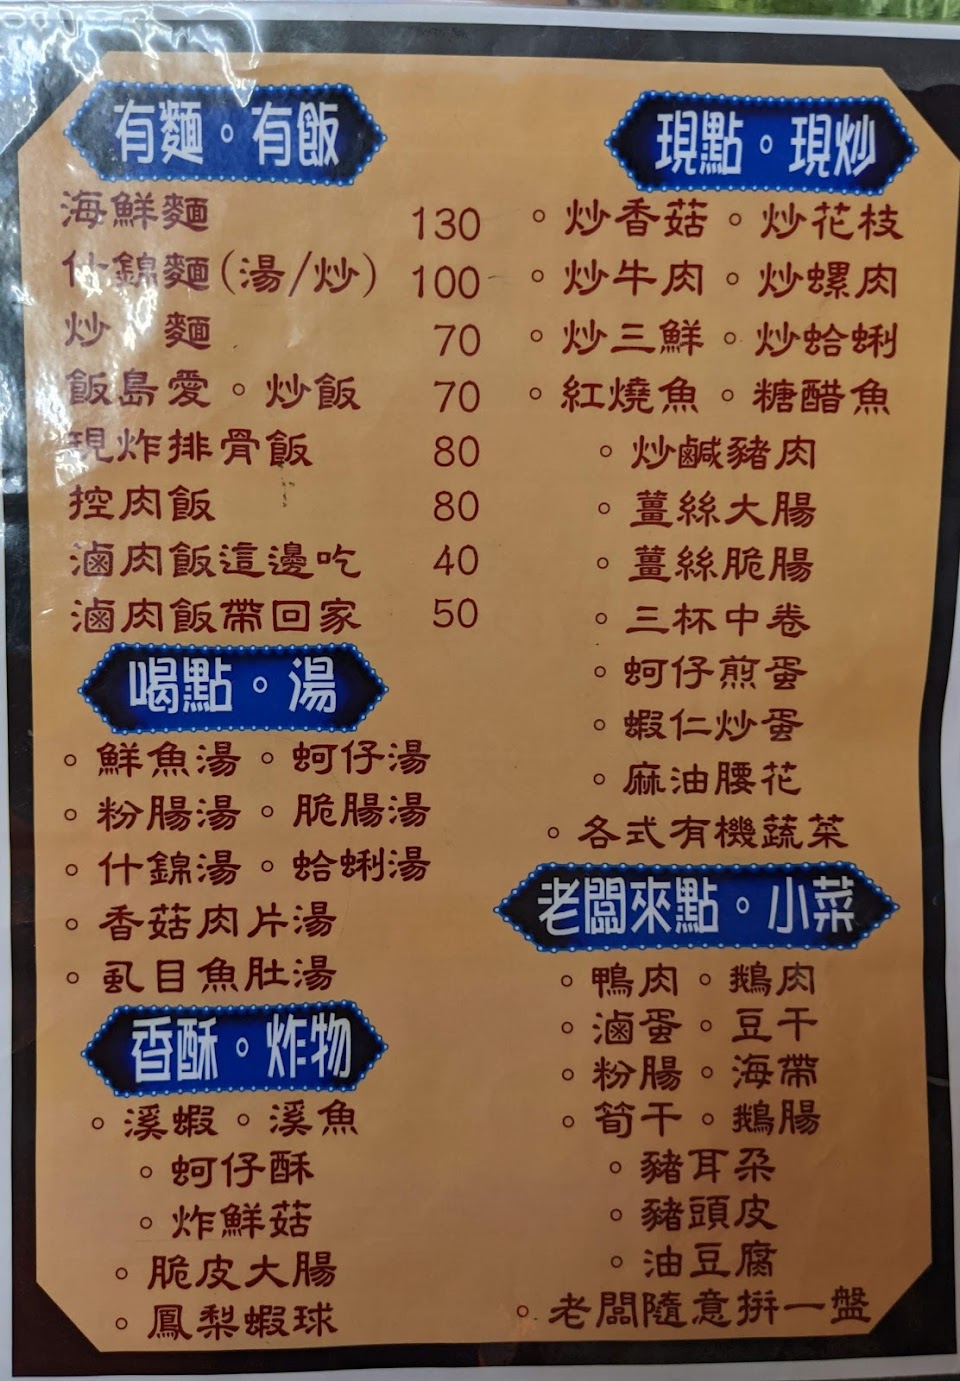 有麵。有飯
海鮮麵 130
什錦麵(湯/炒) 100
炒 麵 70
飯島愛。炒飯 70
現炸排骨飯 80
控肉飯 80
滷肉飯這邊吃 40
滷肉飯帶回家 50
喝點。湯
。鮮魚湯。蚵仔湯
。粉腸湯。脆腸湯
。什錦湯。蛤蜊湯
。香菇肉片湯
。虱目魚肚湯
香酥。炸物
。溪蝦。溪魚
。蚵仔酥
。炸鮮菇
。脆皮大腸
。鳳梨蝦球
現點。現炒
。炒香菇。炒花枝
。炒牛肉。炒螺肉
。炒三鮮。炒蛤蜊
。紅燒魚。糖醋魚
。炒鹹豬肉
。薑絲大腸
。薑絲脆腸
。三杯中卷
。蚵仔煎蛋
。蝦仁炒蛋
。麻油腰花
。各式有機蔬菜
老闆來點。小菜
。鴨肉。鵝肉
。滷蛋。豆干
。粉腸。海帶
。筍干。鵝腸
。豬耳朶
。豬頭皮
。油豆腐
。老闆隨意拚一盤